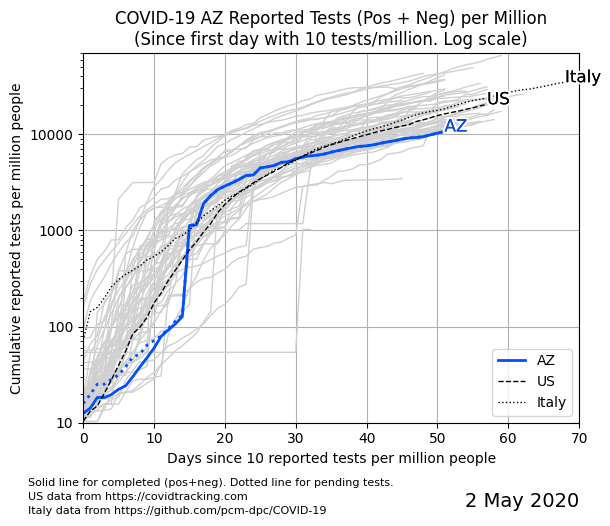 COVID-19 AZ Reported Tests (Pos + Neg) per Million
(Since first day with 10 tests/million. Log scale)
Cumulative reported tests per million people
10000
1000
100
10
Italy
US
AZ
AZ
US
Italy
0 10 20 30 40 50 60 70
Days since 10 reported tests per million people
Solid line for completed (pos+neg). Dotted line for pending tests.
US data from https://covidtracking.com
Italy data from https://github.com/pcm-dpc/COVID-19
2 May 2020